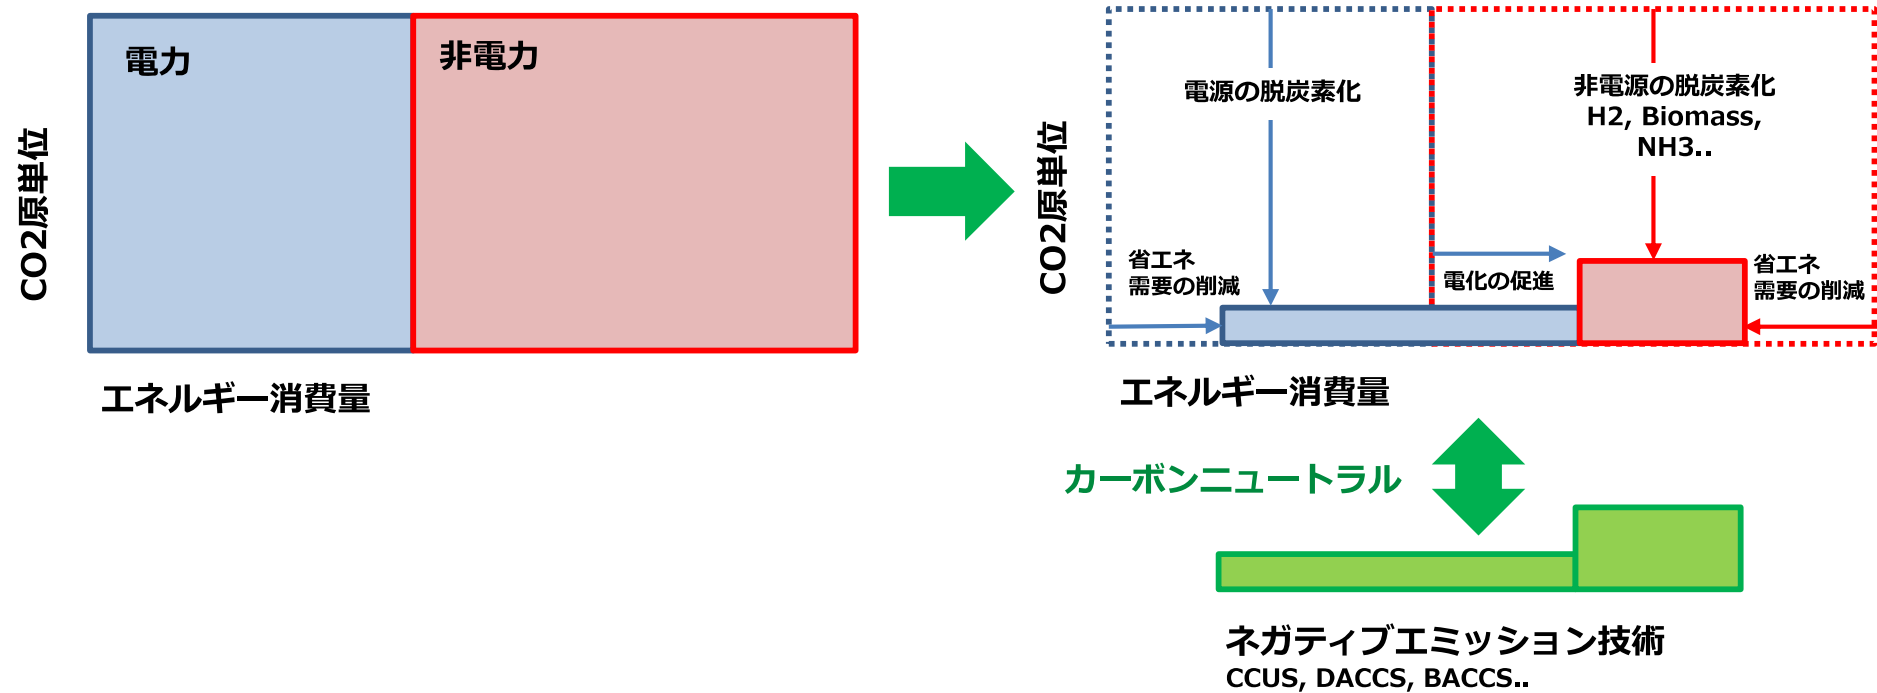 電力
非電力
CO2原単位
エネルギー消費量
電源の脱炭素化
非電源の脱炭素化
H2, Biomass,
NH3..
CO2原単位
省エネ
需要の削減
電化の促進
省エネ
需要の削減
エネルギー消費量
カーボンニュートラル
ネガティブエミッション技術
CCUS, DACCS, BACCS..